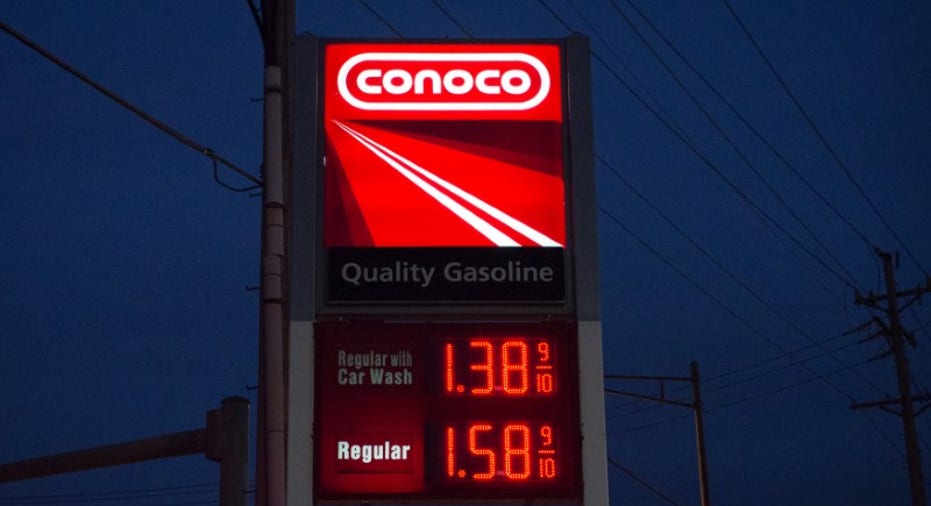 CONOCO
Quality Gasoline
Regular with
Car Wash
1.38 9/10
Regular
1.58 9/10